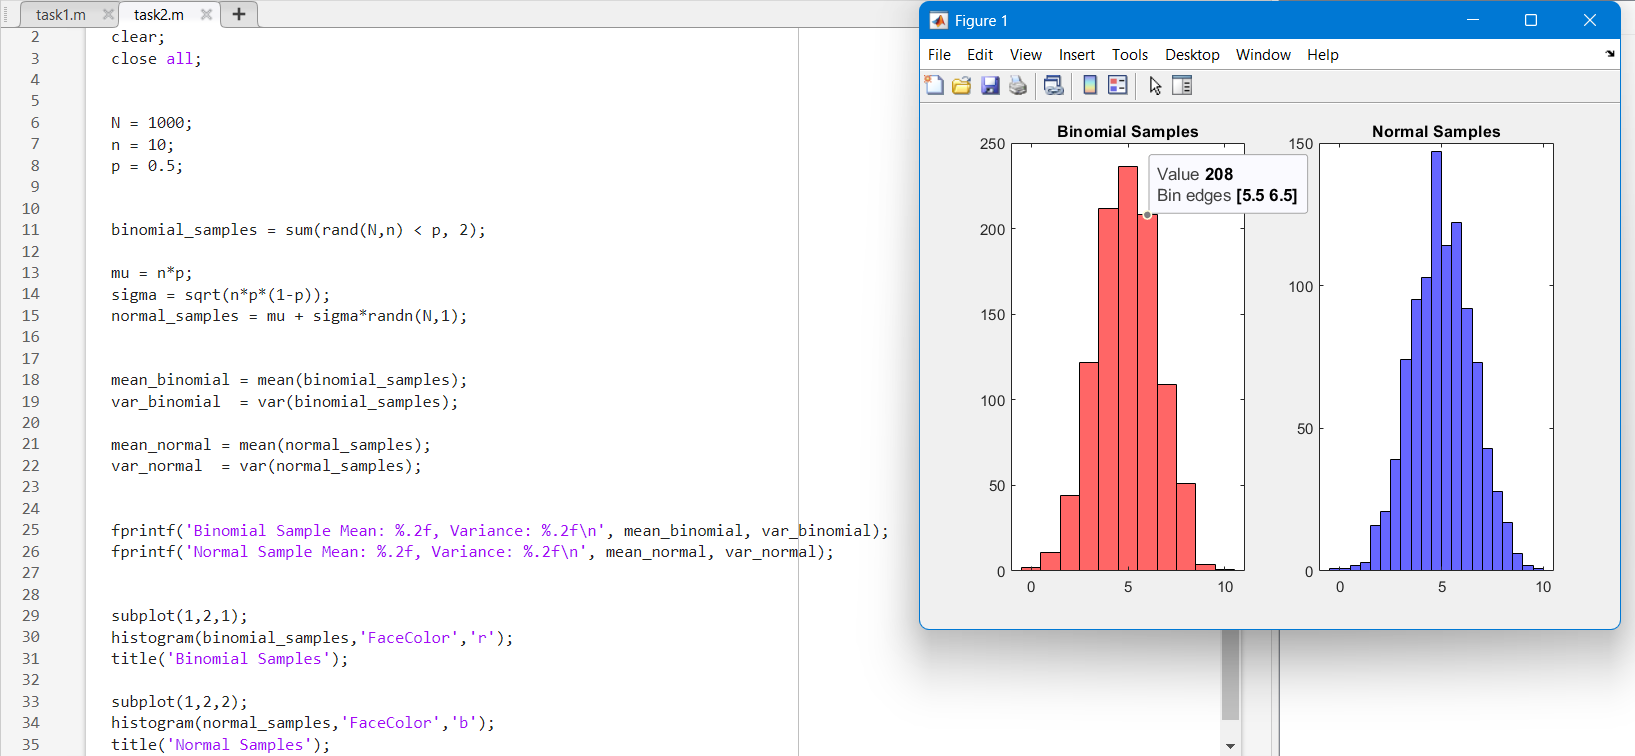 task1.m task2.m
2 clear;
3 close all;
4
5
6 N = 1000;
7 n = 10;
8 p = 0.5;
9
10
11 binomial_samples = sum(rand(N,n) < p, 2);
12
13 mu = n*p;
14 sigma = sqrt(n*p*(1-p));
15 normal_samples = mu + sigma*randn(N,1);
16
17
18 mean_binomial = mean(binomial_samples);
19 var_binomial  = var(binomial_samples);
20
21 mean_normal = mean(normal_samples);
22 var_normal  = var(normal_samples);
23
24
25 fprintf('Binomial Sample Mean: %.2f, Variance: %.2f\n', mean_binomial, var_binomial);
26 fprintf('Normal Sample Mean: %.2f, Variance: %.2f\n', mean_normal, var_normal);
27
28
29 subplot(1,2,1);
30 histogram(binomial_samples,'FaceColor','r');
31 title('Binomial Samples');
32
33 subplot(1,2,2);
34 histogram(normal_samples,'FaceColor','b');
35 title('Normal Samples');
Figure 1
File Edit View Insert Tools Desktop Window Help
Binomial Samples
250
200
150
100
50
0
0 5 10
Value 208
Bin edges [5.5 6.5]
Normal Samples
150
100
50
0
0 5 10